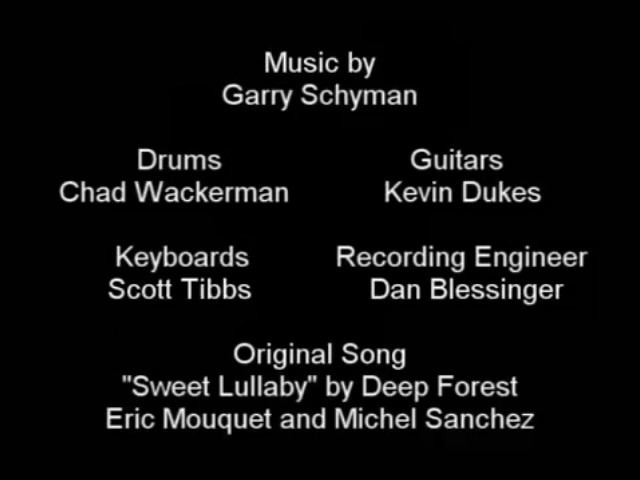 Music by
Garry Schyman
Drums
Chad Wackerman
Guitars
Kevin Dukes
Keyboards
Scott Tibbs
Recording Engineer
Dan Blessinger
Original Song
"Sweet Lullaby" by Deep Forest
Eric Mouquet and Michel Sanchez